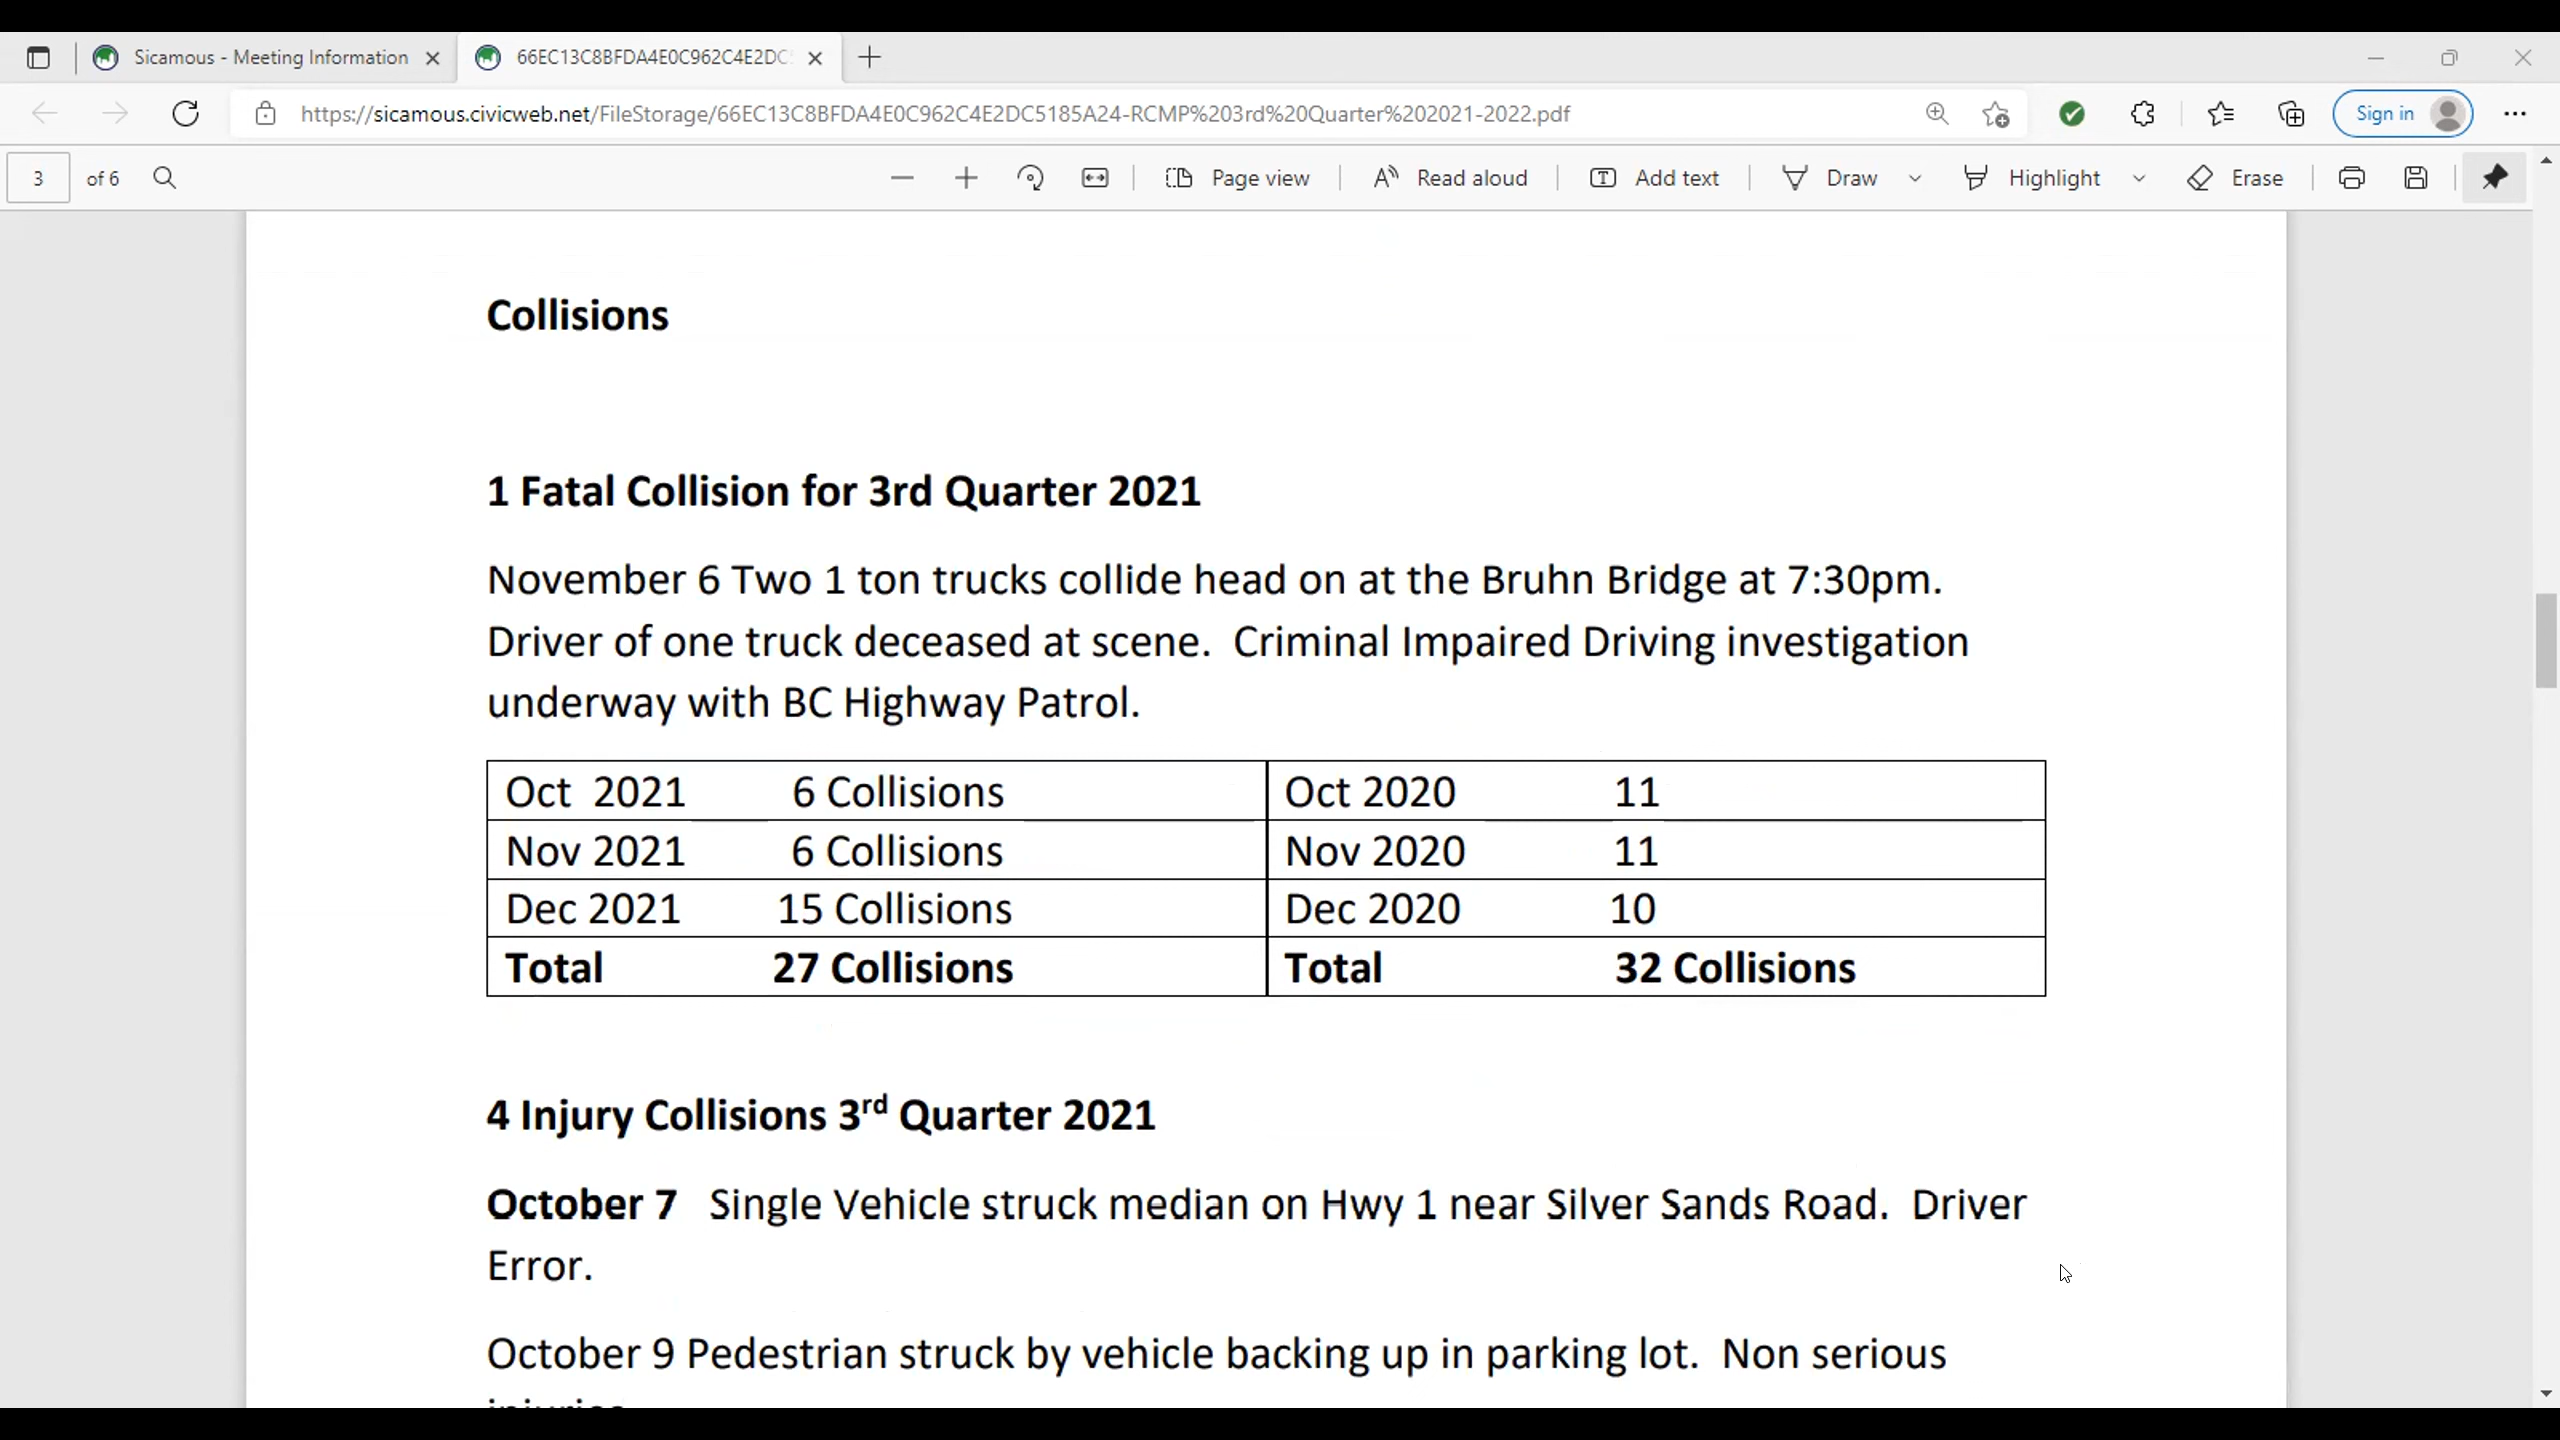 Sicamous - Meeting Information
66EC13C8BFDA4E0C962C4E2DC
https://sicamous.civicweb.net/FileStorage/66EC13C8BFDA4E0C962C4E2DC5185A24-RCMP%203rd%20Quarter%202021-2022.pdf
Sign in
3 of 6
Page view
Read aloud
Add text
Draw
Highlight
Erase
Collisions
1 Fatal Collision for 3rd Quarter 2021
November 6 Two 1 ton trucks collide head on at the Bruhn Bridge at 7:30pm.
Driver of one truck deceased at scene.  Criminal Impaired Driving investigation
underway with BC Highway Patrol.
Oct 2021 6 Collisions Oct 2020 11
Nov 2021 6 Collisions Nov 2020 11
Dec 2021 15 Collisions Dec 2020 10
Total 27 Collisions Total 32 Collisions
4 Injury Collisions 3rd Quarter 2021
October 7 Single Vehicle struck median on Hwy 1 near Silver Sands Road.  Driver
Error.
October 9 Pedestrian struck by vehicle backing up in parking lot.  Non serious